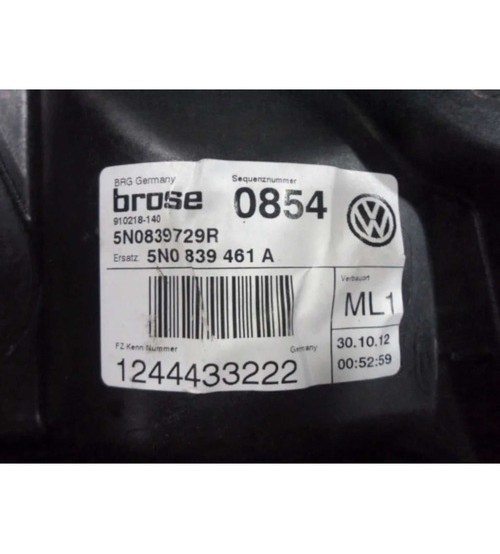 BRG Germany
Sequenznummer
brose
0854
910218-140
5N0839729R
Ersatz: 5N0 839 461 A
Verbauort
ML1
FZ Kenn Nummer
Germany
30.10.12
1244433222
00:52:59